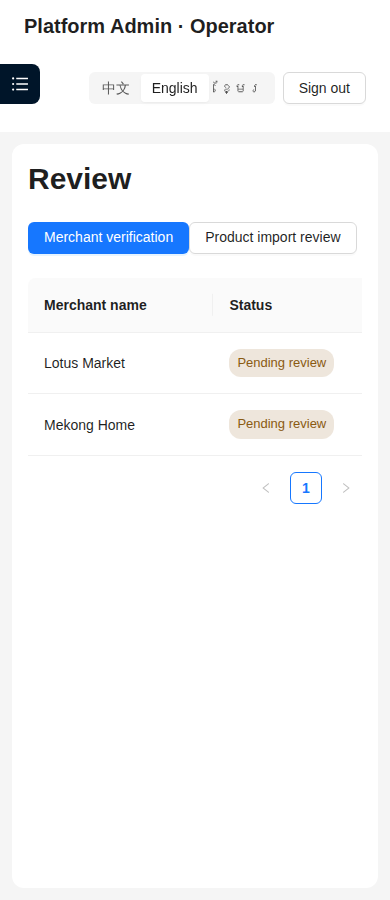 Platform Admin · Operator
中文 English ខ្មែរ Sign out
Review
Merchant verification Product import review
Merchant name Status
Lotus Market Pending review
Mekong Home Pending review
1